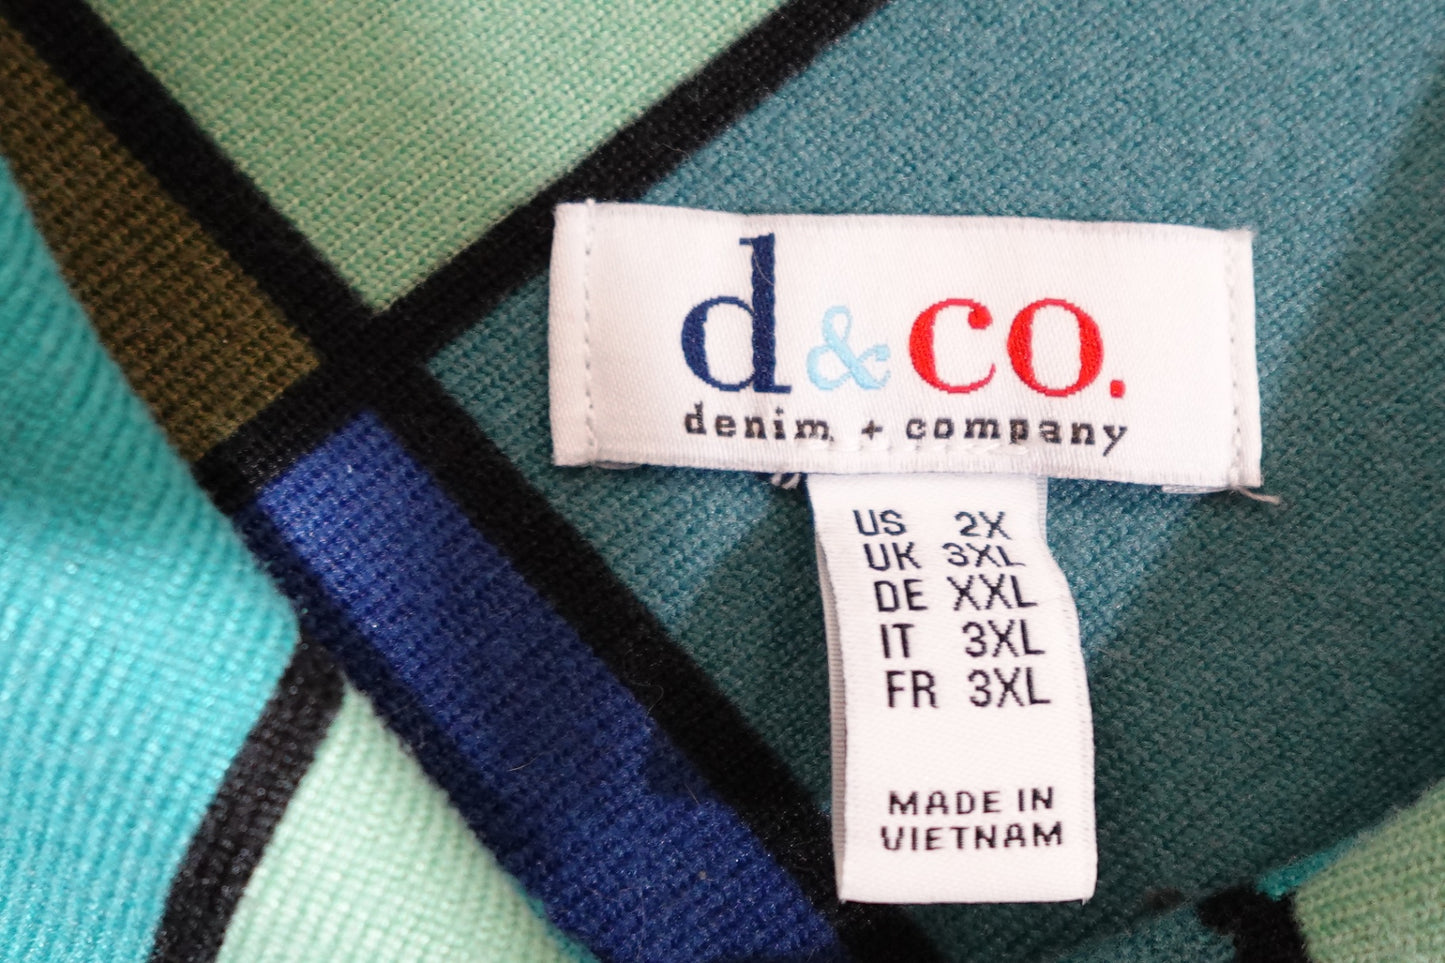 d&co.
denim + company
US 2X
UK 3XL
DE XXL
IT 3XL
FR 3XL
MADE IN
VIETNAM